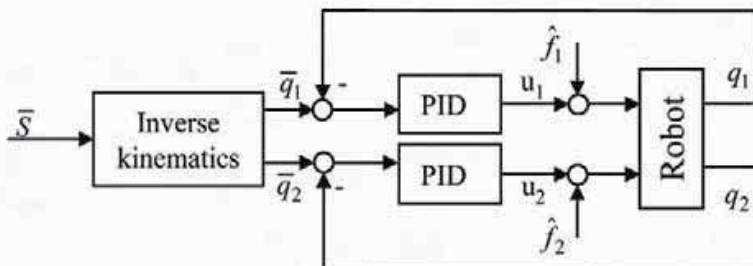 f̂₁
q̄₁
-
q₁
S̄
Inverse
kinematics
PID
u₁
Robot
q̄₂
-
PID
u₂
q₂
f̂₂